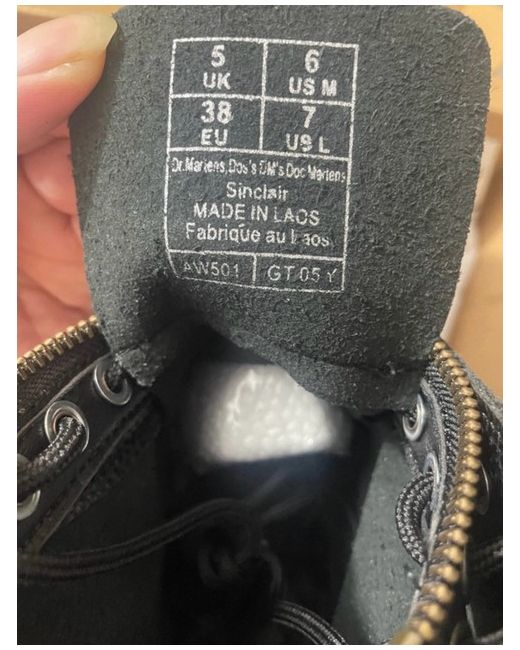 5 UK
6 US M
38 EU
7 US L
Dr.Martens,Dos's DM's Doc Martens
Sinclair
MADE IN LAOS
Fabrique au Laos
AW501
GT 05 Y